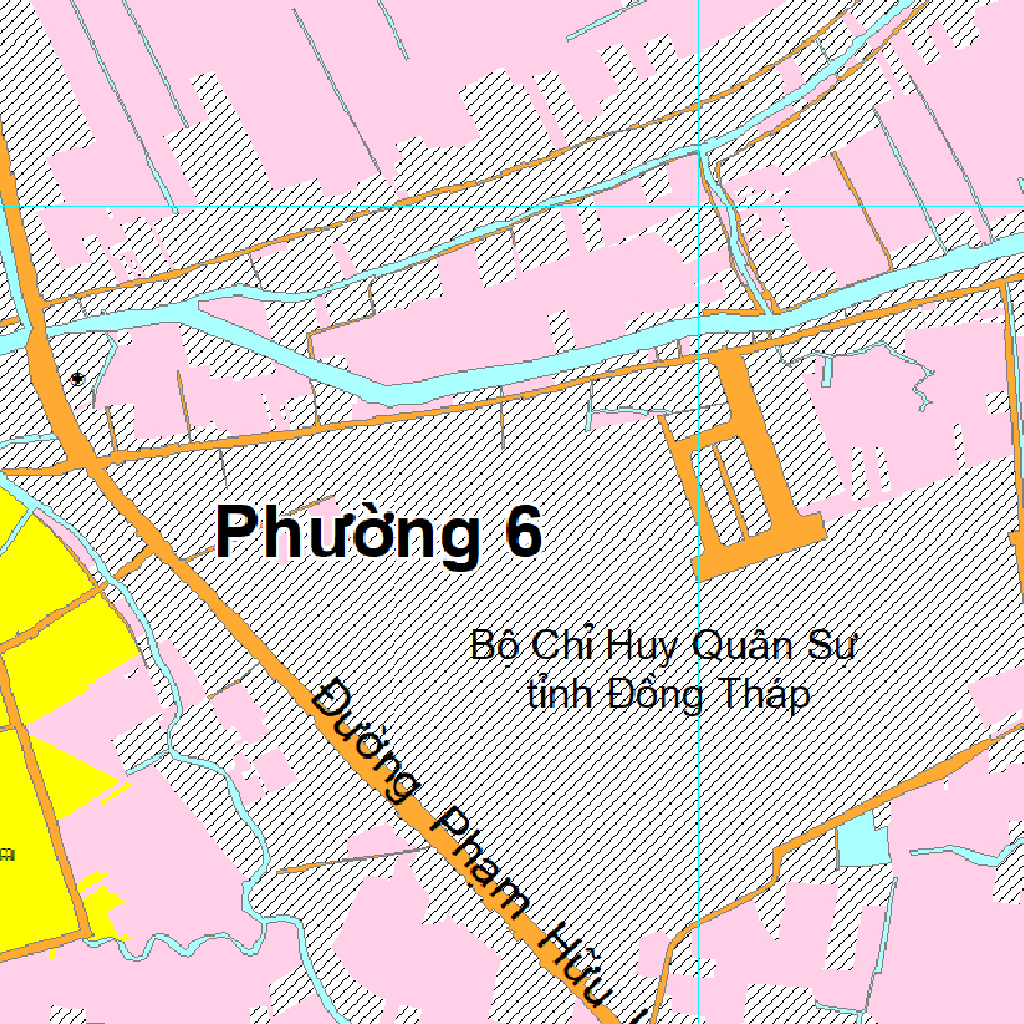 Phường 6
Bộ Chỉ Huy Quân Sự
tỉnh Đồng Tháp
Đường Phạm Hữu